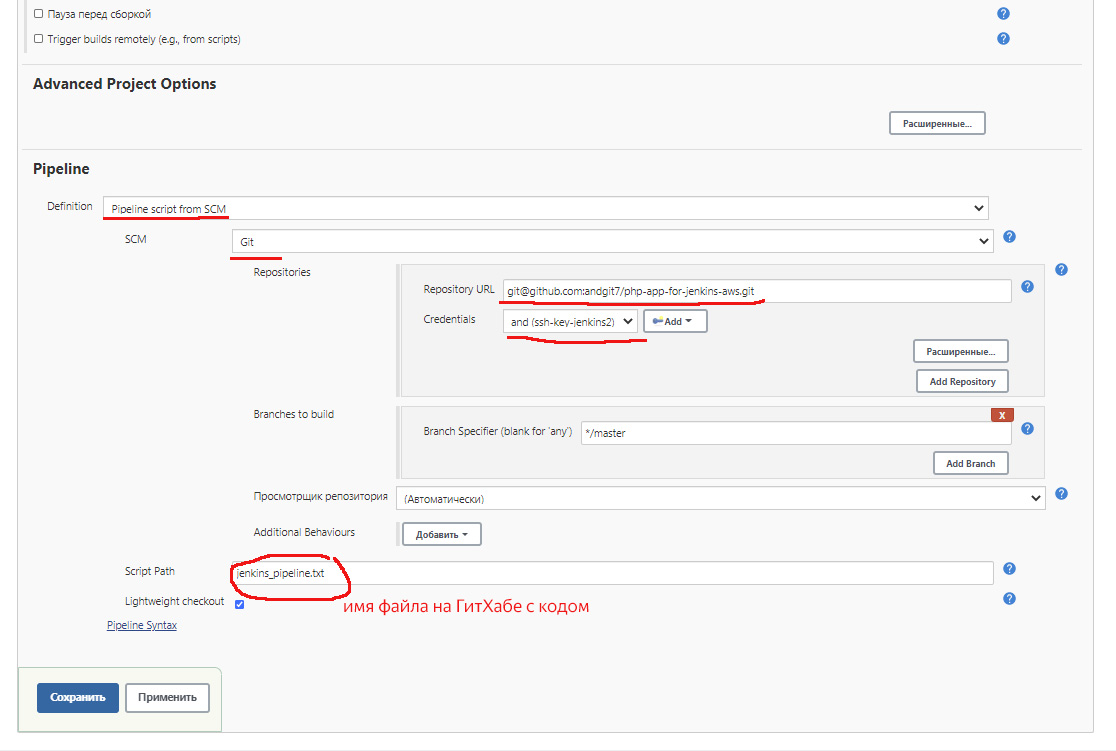 Пауза перед сборкой
Trigger builds remotely (e.g., from scripts)
Advanced Project Options
Расширенные...
Pipeline
Definition Pipeline script from SCM
SCM Git
Repositories
Repository URL git@github.com:andgit7/php-app-for-jenkins-aws.git
Credentials and (ssh-key-jenkins2) Add
Расширенные...
Add Repository
Branches to build
X
Branch Specifier (blank for 'any') */master
Add Branch
Просмотрщик репозитория (Автоматически)
Additional Behaviours Добавить
Script Path jenkins_pipeline.txt
Lightweight checkout
имя файла на ГитХабе с кодом
Pipeline Syntax
Сохранить Применить